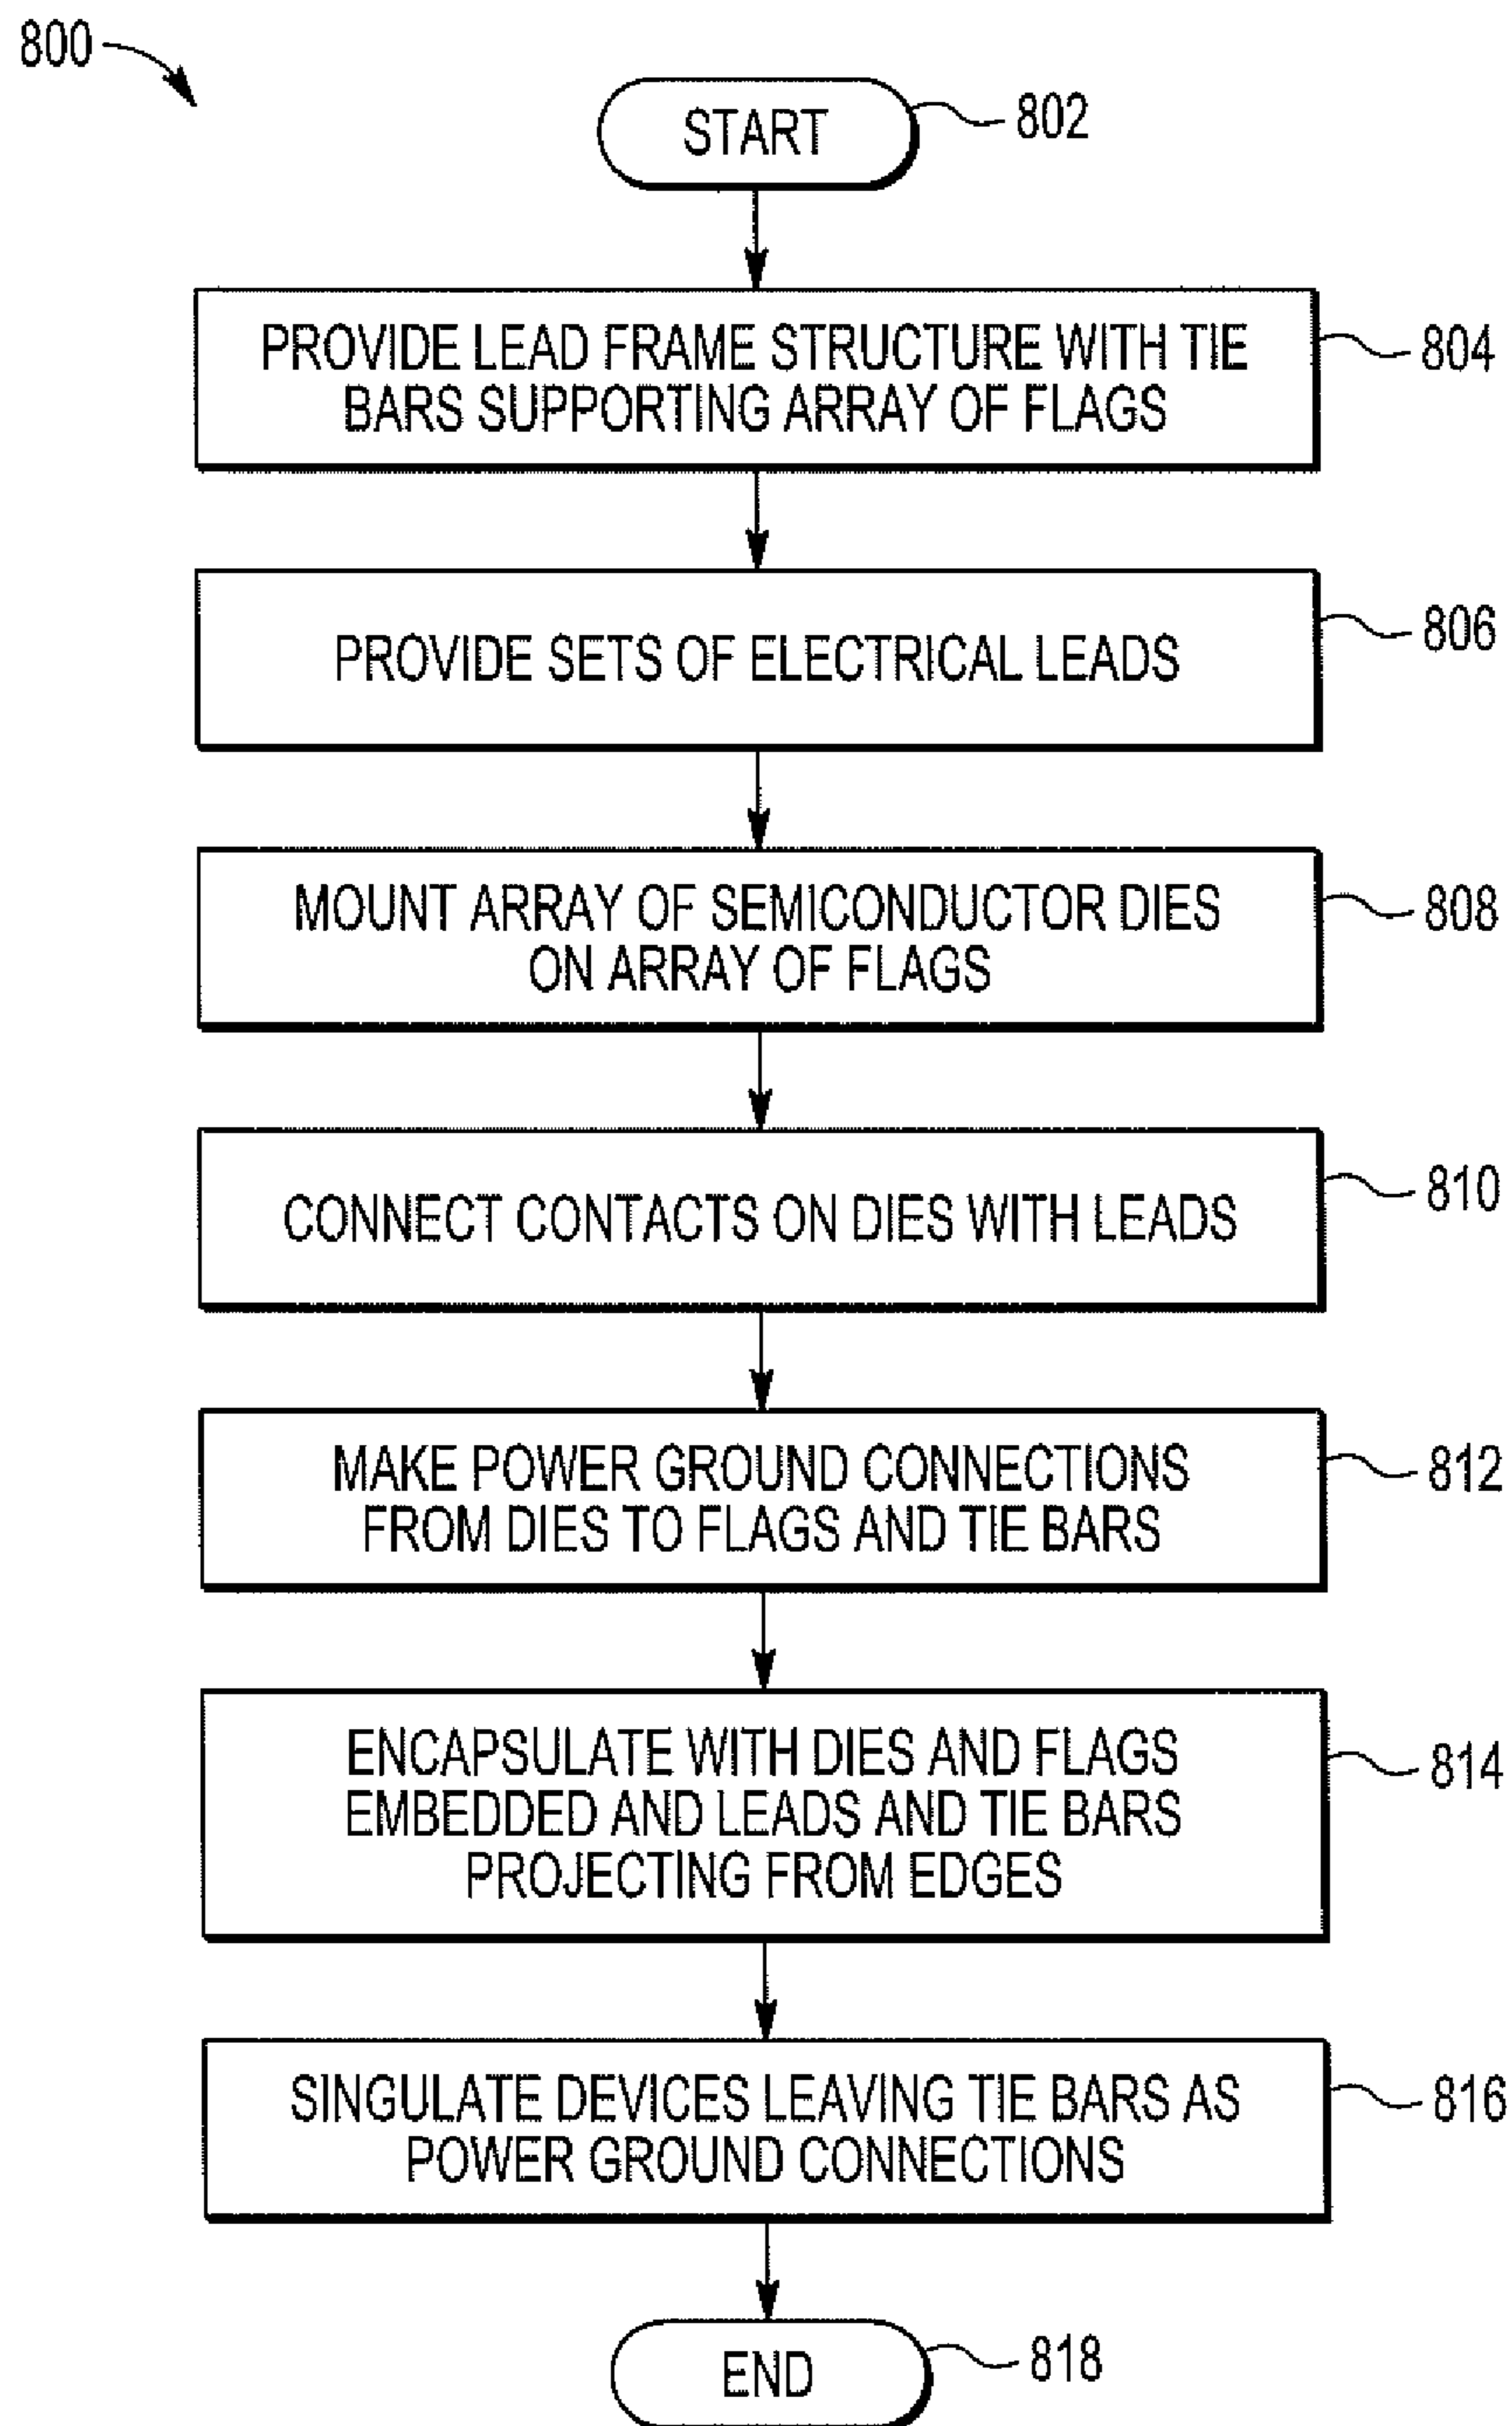 800
START
802
PROVIDE LEAD FRAME STRUCTURE WITH TIE
BARS SUPPORTING ARRAY OF FLAGS
804
PROVIDE SETS OF ELECTRICAL LEADS
806
MOUNT ARRAY OF SEMICONDUCTOR DIES
ON ARRAY OF FLAGS
808
CONNECT CONTACTS ON DIES WITH LEADS
810
MAKE POWER GROUND CONNECTIONS
FROM DIES TO FLAGS AND TIE BARS
812
ENCAPSULATE WITH DIES AND FLAGS
EMBEDDED AND LEADS AND TIE BARS
PROJECTING FROM EDGES
814
SINGULATE DEVICES LEAVING TIE BARS AS
POWER GROUND CONNECTIONS
816
END
818